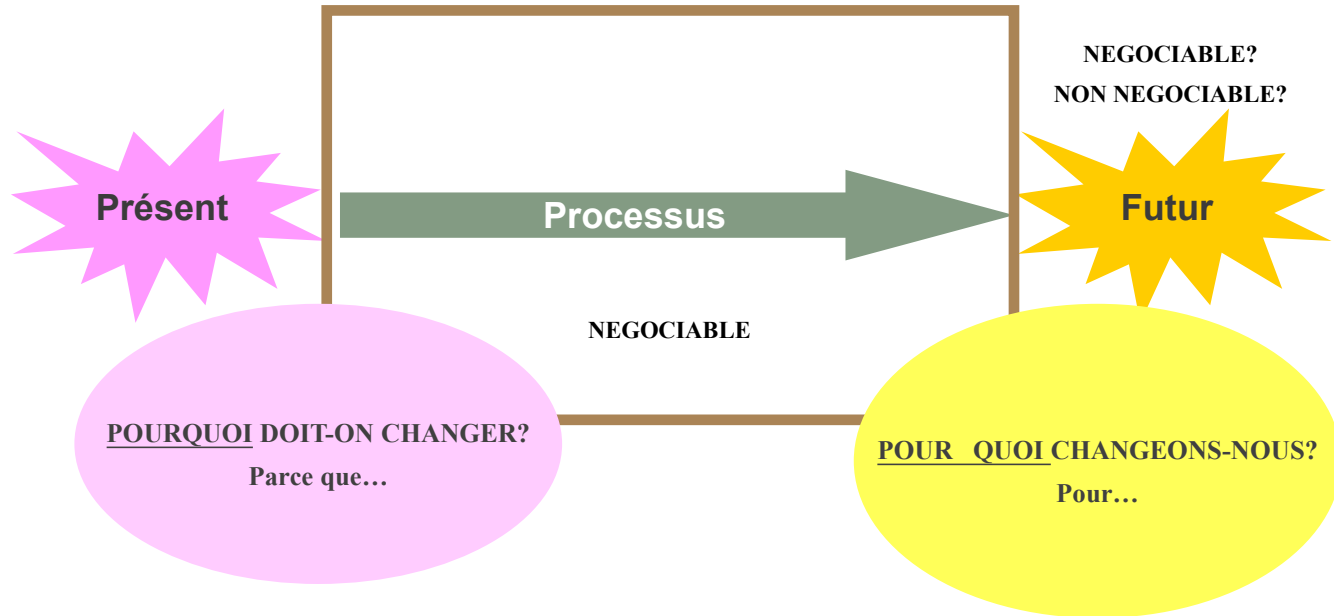 NEGOCIABLE?
NON NEGOCIABLE?
Présent
Processus
Futur
NEGOCIABLE
POURQUOI DOIT-ON CHANGER?
Parce que…
POUR QUOI CHANGEONS-NOUS?
Pour…